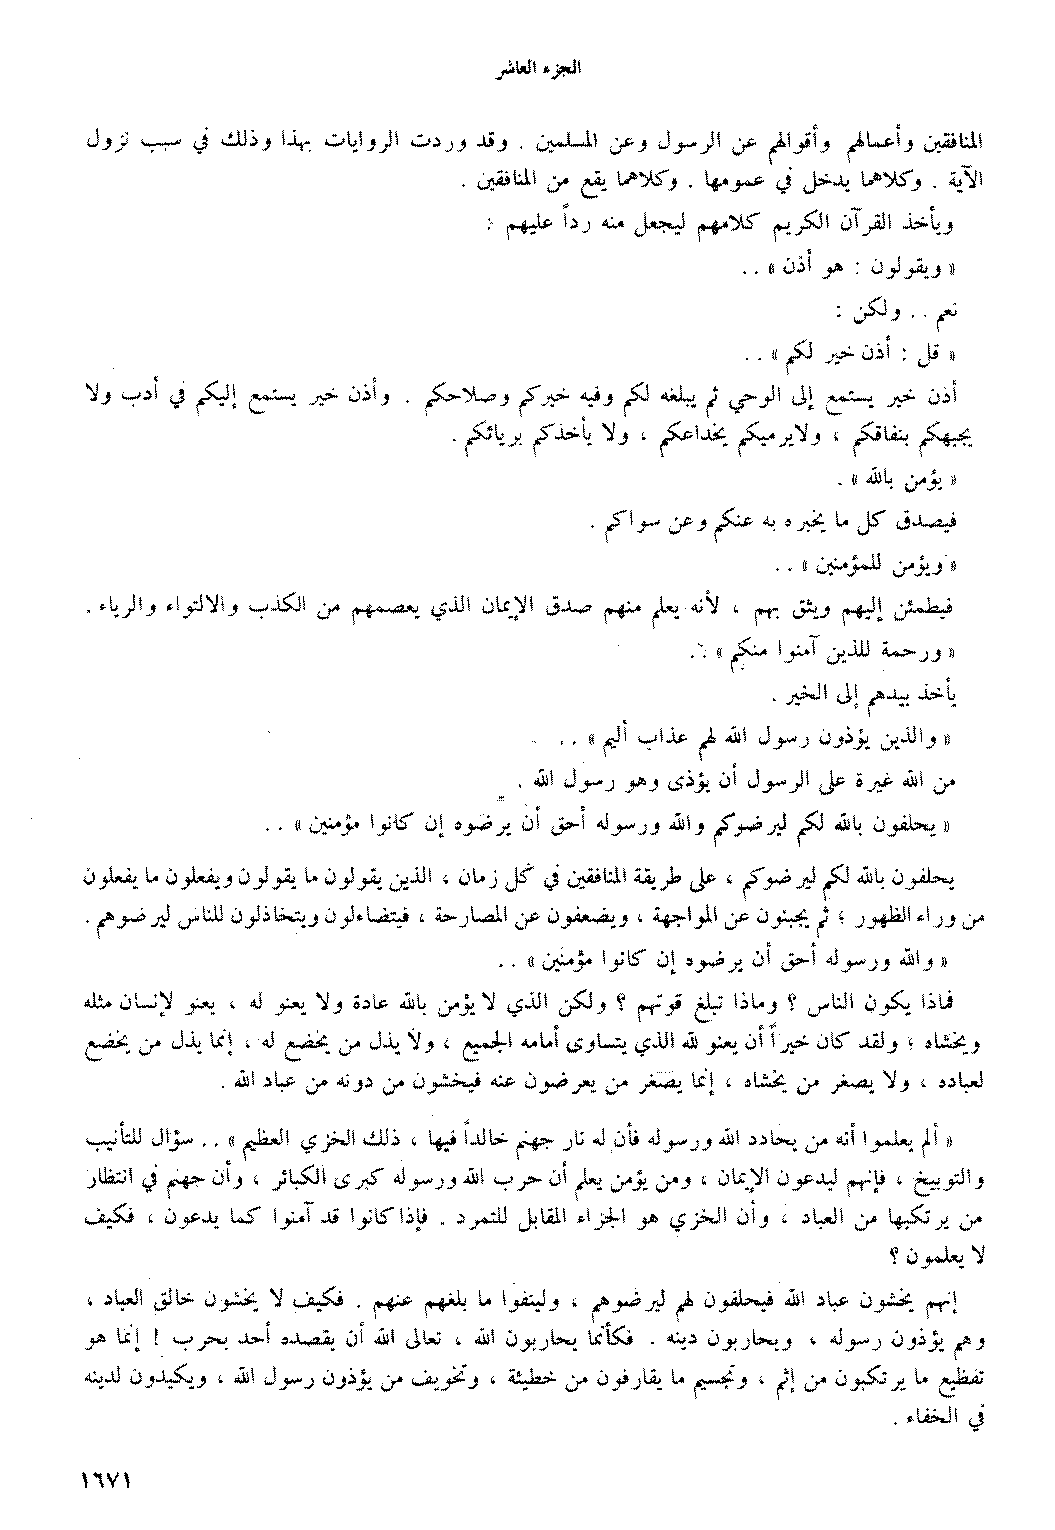 الجزء العاشر
المنافقين وأعمالهم وأقوالهم عن الرسول وعن المسلمين . وقد وردت الروايات بهذا وذلك في سبب نزول
الآية . وكلاهما يدخل في عمومها . وكلاهما يقع من المنافقين .
ويأخذ القرآن الكريم كلامهم ليجعل منه رداً عليهم :
« ويقولون : هو أذن » ..
نعم .. ولكن :
« قل : أذن خير لكم » ..
أذن خير يستمع إلى الوحي ثم يبلغه لكم وفيه خيركم وصلاحكم . وأذن خير يستمع إليكم في أدب ولا
يجبهكم بنفاقكم ، ولا يرميكم بخداعكم ، ولا يأخذكم بريائكم .
« يؤمن بالله » .
فيصدق كل ما يخبره به عنكم وعن سواكم .
« ويؤمن للمؤمنين » ..
فيطمئن إليهم ويثق بهم ، لأنه يعلم منهم صدق الإيمان الذي يعصمهم من الكذب والالتواء والرياء .
« ورحمة للذين آمنوا منكم » ..
يأخذ بيدهم إلى الخير .
« والذين يؤذون رسول الله لهم عذاب أليم » ..
من الله غيرة على الرسول أن يؤذى وهو رسول الله .
« يحلفون بالله لكم ليرضوكم والله ورسوله أحق أن يرضوه إن كانوا مؤمنين » ..
يحلفون بالله لكم ليرضوكم ، على طريقة المنافقين في كل زمان ، الذين يقولون ما يقولون ويفعلون ما يفعلون
من وراء الظهور ؛ ثم يجبنون عن المواجهة ، ويضعفون عن المصارحة ، فيتضاءلون ويتخاذلون للناس ليرضوهم .
« والله ورسوله أحق أن يرضوه إن كانوا مؤمنين » ..
فماذا يكون الناس ؟ وماذا تبلغ قوتهم ؟ ولكن الذي لا يؤمن بالله عادة ولا يعنو له ، يعنو لإنسان مثله
ويخشاه ؛ ولقد كان خيراً أن يعنو لله الذي يتساوى أمامه الجميع ، ولا يذل من يخضع له ، إنما يذل من يخضع
لعباده ، ولا يصغر من يخشاه ، إنما يصغر من يعرضون عنه فيخشون من دونه من عباد الله .
« ألم يعلموا أنه من يحادد الله ورسوله فأن له نار جهنم خالداً فيها ، ذلك الخزي العظيم » .. سؤال للتأنيب
والتوبيخ ، فإنهم ليدعون الإيمان ، ومن يؤمن يعلم أن حرب الله ورسوله كبرى الكبائر ، وأن جهنم في انتظار
من يرتكبها من العباد ، وأن الخزي هو الجزاء المقابل للتمرد . فإذا كانوا قد آمنوا كما يدعون ، فكيف
لا يعلمون ؟
إنهم يخشون عباد الله فيحلفون لهم ليرضوهم ، ولينفوا ما بلغهم عنهم . فكيف لا يخشون خالق العباد ،
وهم يؤذون رسوله ، ويحاربون دينه . فكأنما يحاربون الله ، تعالى الله أن يقصده أحد بحرب ! إنما هو
تفظيع ما يرتكبون من إثم ، وتجسيم ما يقارفون من خطيئة ، وتخويف من يؤذون رسول الله ، ويكيدون لدينه
في الخفاء .
١٦٧١